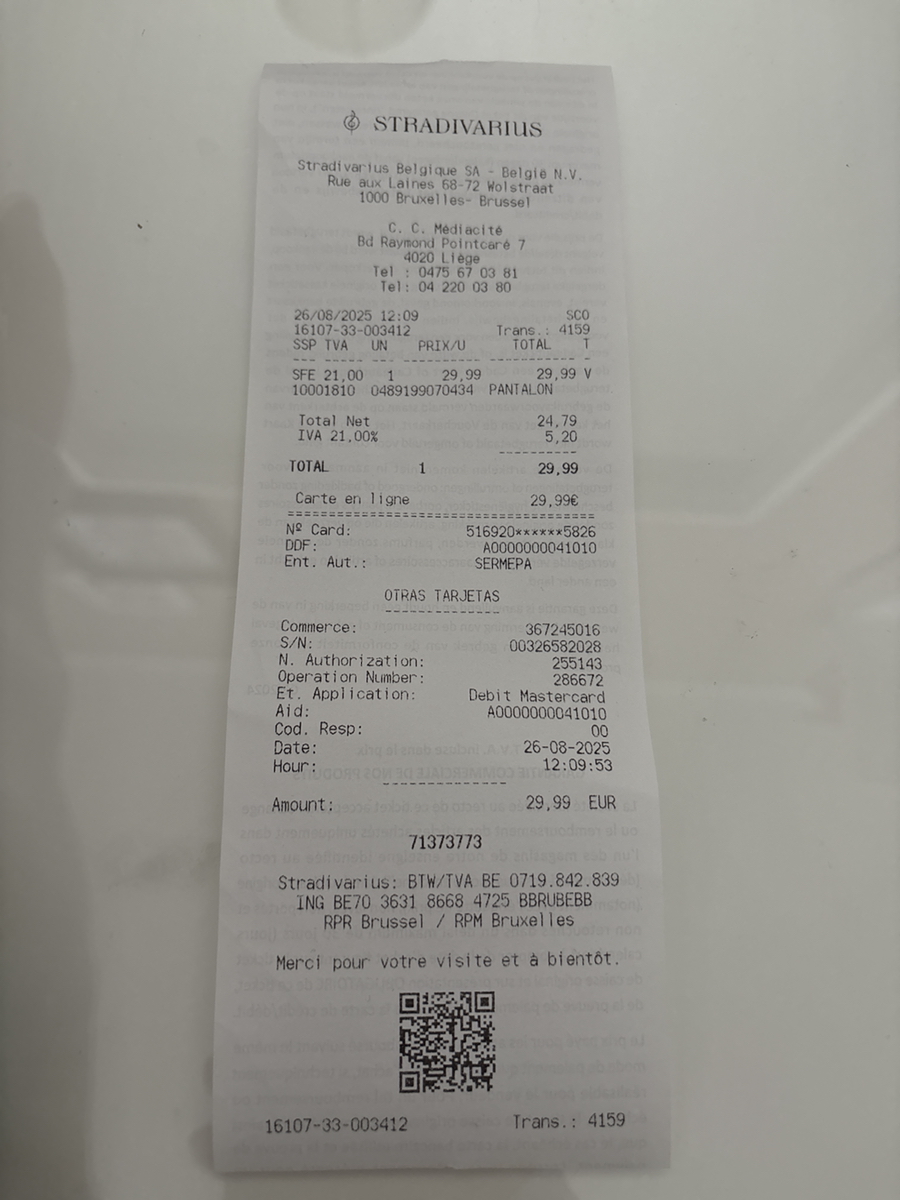 STRADIVARIUS
Stradivarius Belgique SA - België N.V.
Rue aux Laines 68-72 Wolstraat
1000 Bruxelles- Brussel
C. C. Médiacité
Bd Raymond Pointcaré 7
4020 Liège
Tel : 0475 67 03 81
Tel: 04 220 03 80
26/08/2025 12:09 SCO
16107-33-003412 Trans.: 4159
SSP TVA UN PRIX/U TOTAL T
--- ----- --- ---------- --------- -
SFE 21,00 1 29,99 29,99 V
10001810 0489199070434 PANTALON
Total Net 24,79
IVA 21,00% 5,20
----------
TOTAL 1 29,99
Carte en ligne 29,99€
========================================
Nº Card: 516920******5826
DDF: A0000000041010
Ent. Aut.: SERMEPA
OTRAS TARJETAS
--------------
Commerce: 367245016
S/N: 00326582028
N. Authorization: 255143
Operation Number: 286672
Et. Application: Debit Mastercard
Aid: A0000000041010
Cod. Resp: 00
Date: 26-08-2025
Hour: 12:09:53
--------------
Amount: 29,99 EUR
71373773
Stradivarius: BTW/TVA BE 0719.842.839
ING BE70 3631 8668 4725 BBRUBEBB
RPR Brussel / RPM Bruxelles
Merci pour votre visite et à bientôt.
16107-33-003412 Trans.: 4159